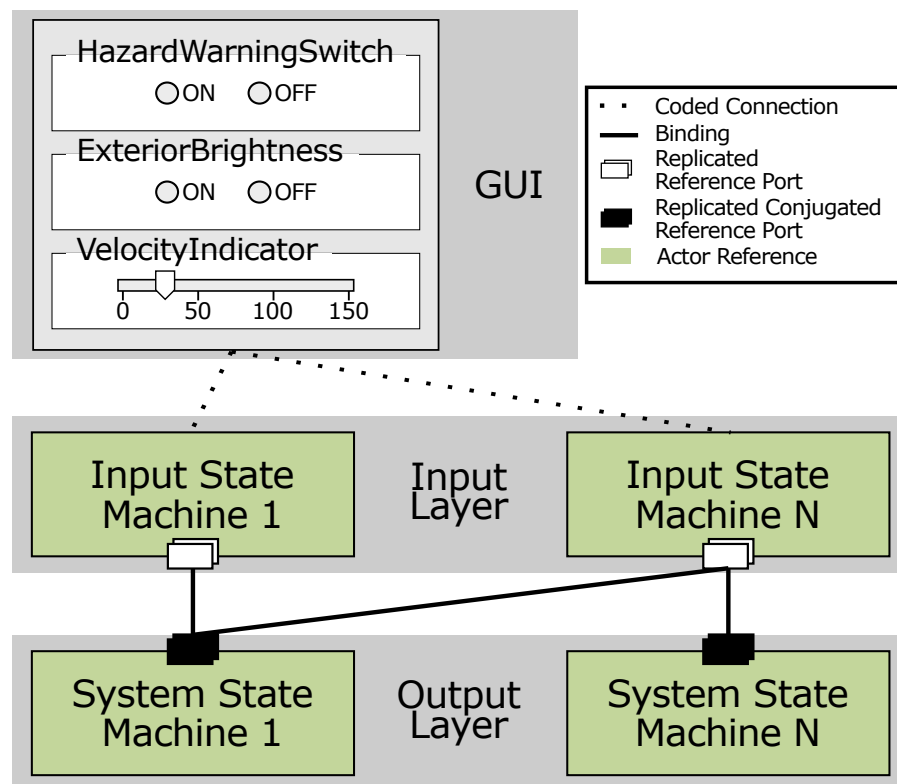 HazardWarningSwitch
ON OFF
ExteriorBrightness
ON OFF
VelocityIndicator
0 50 100 150
GUI
Coded Connection
Binding
Replicated
Reference Port
Replicated Conjugated
Reference Port
Actor Reference
Input State
Machine 1
Input
Layer
Input State
Machine N
System State
Machine 1
Output
Layer
System State
Machine N